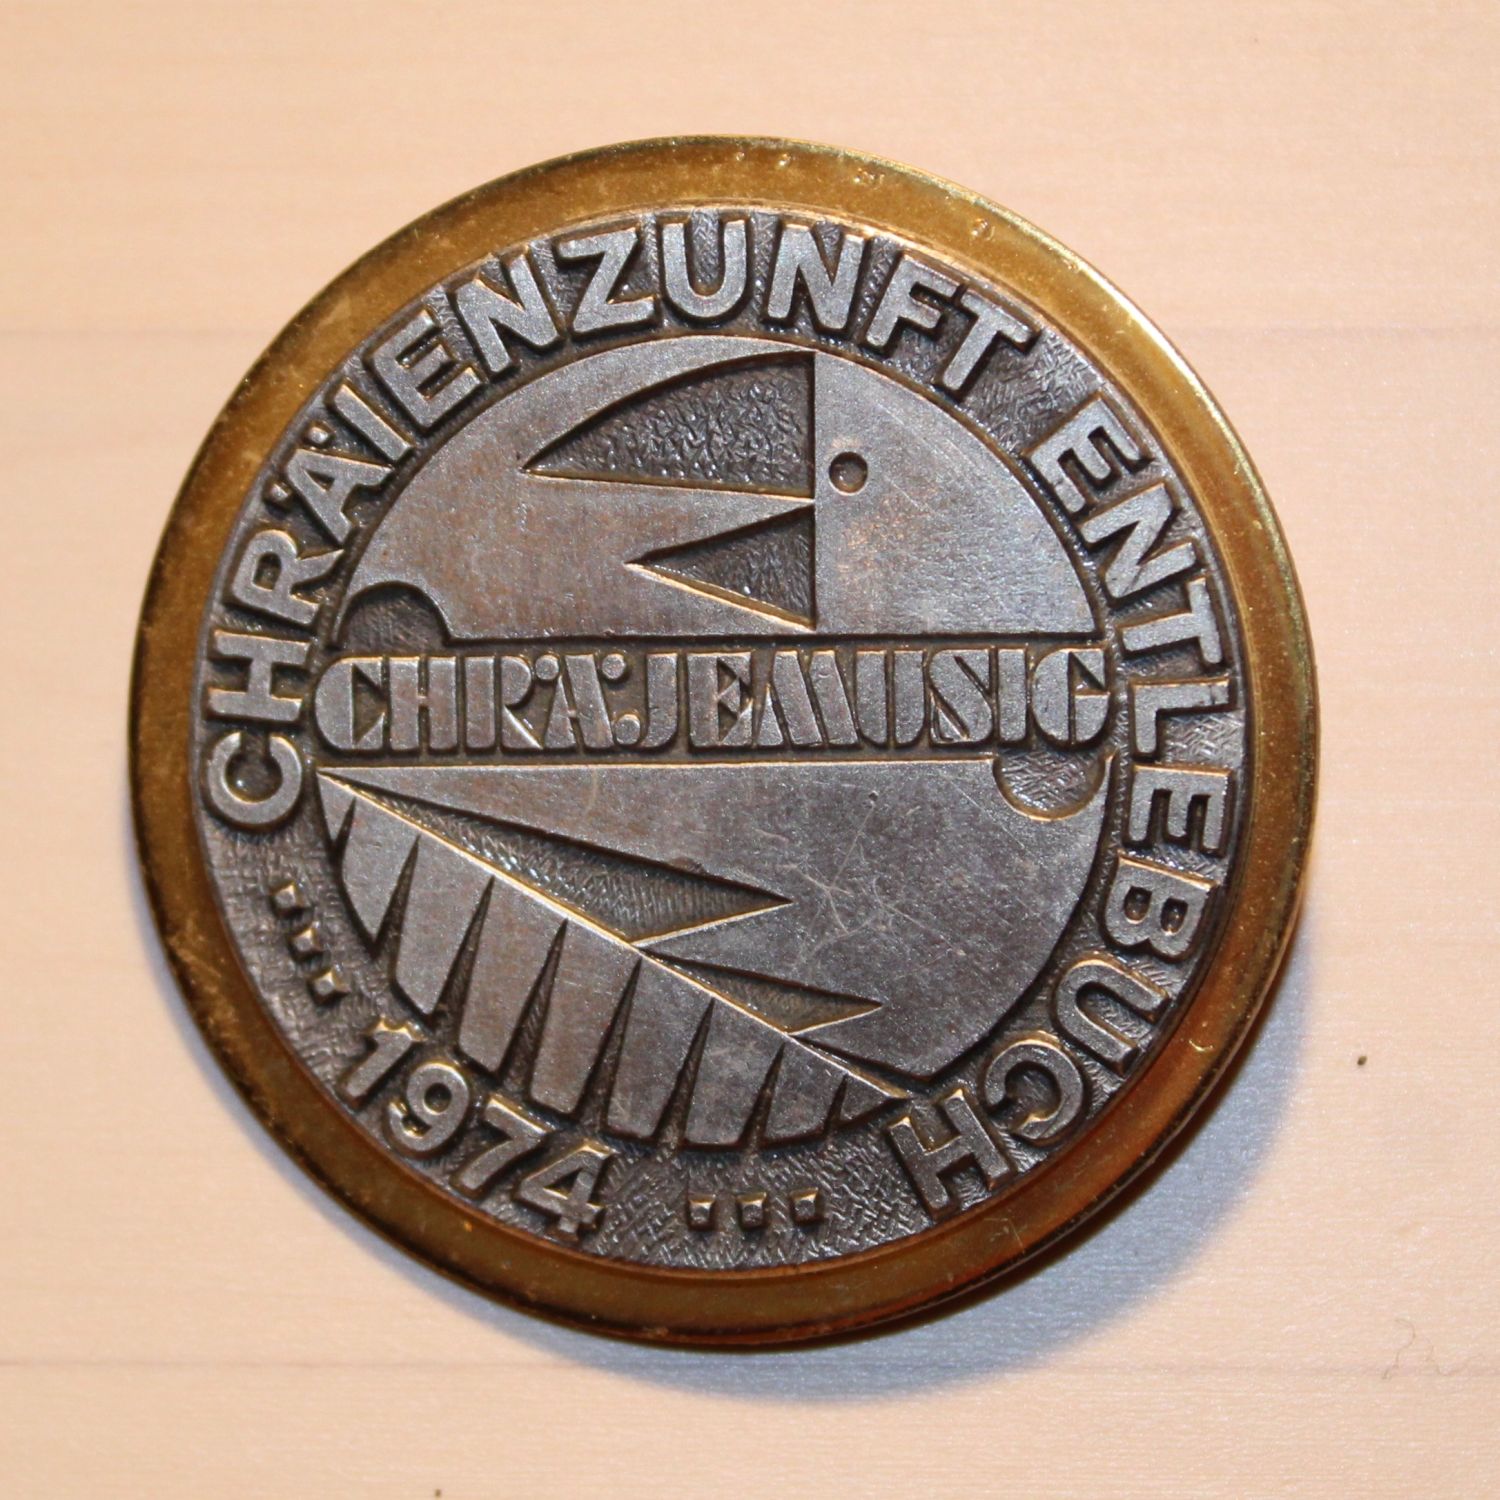 CHRÄIENZUNFT ENTLEBUCH
CHRÄJEMUSIG
... 1974 ...